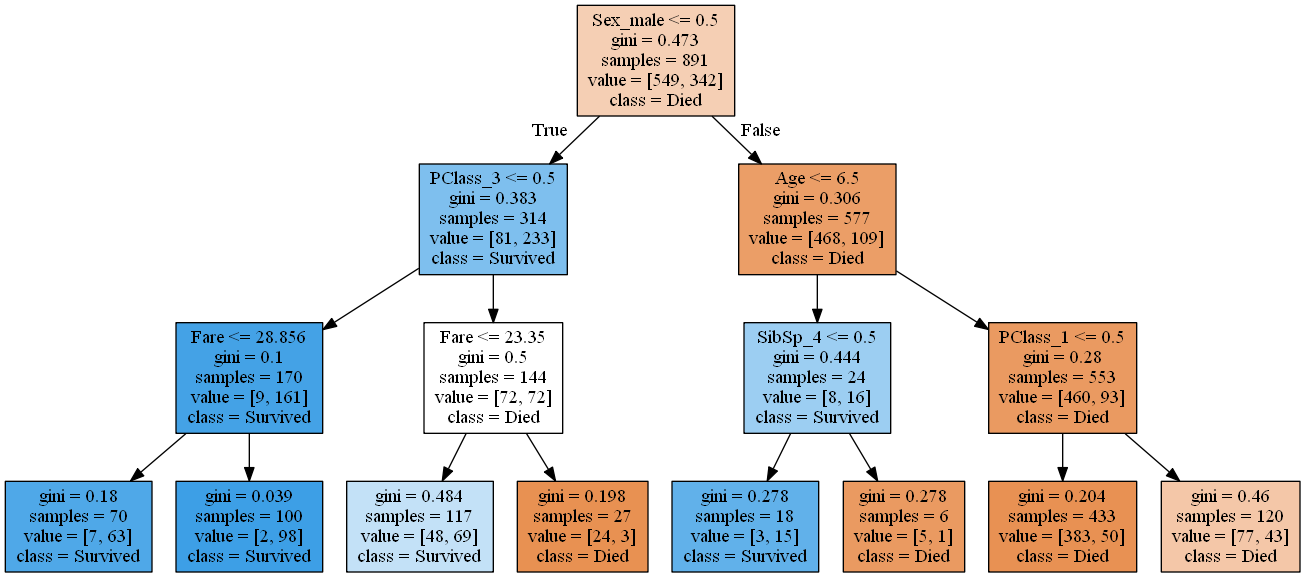 Sex_male <= 0.5
gini = 0.473
samples = 891
value = [549, 342]
class = Died
True
False
PClass_3 <= 0.5
gini = 0.383
samples = 314
value = [81, 233]
class = Survived
Age <= 6.5
gini = 0.306
samples = 577
value = [468, 109]
class = Died
Fare <= 28.856
gini = 0.1
samples = 170
value = [9, 161]
class = Survived
Fare <= 23.35
gini = 0.5
samples = 144
value = [72, 72]
class = Died
SibSp_4 <= 0.5
gini = 0.444
samples = 24
value = [8, 16]
class = Survived
PClass_1 <= 0.5
gini = 0.28
samples = 553
value = [460, 93]
class = Died
gini = 0.18
samples = 70
value = [7, 63]
class = Survived
gini = 0.039
samples = 100
value = [2, 98]
class = Survived
gini = 0.484
samples = 117
value = [48, 69]
class = Survived
gini = 0.198
samples = 27
value = [24, 3]
class = Died
gini = 0.278
samples = 18
value = [3, 15]
class = Survived
gini = 0.278
samples = 6
value = [5, 1]
class = Died
gini = 0.204
samples = 433
value = [383, 50]
class = Died
gini = 0.46
samples = 120
value = [77, 43]
class = Died